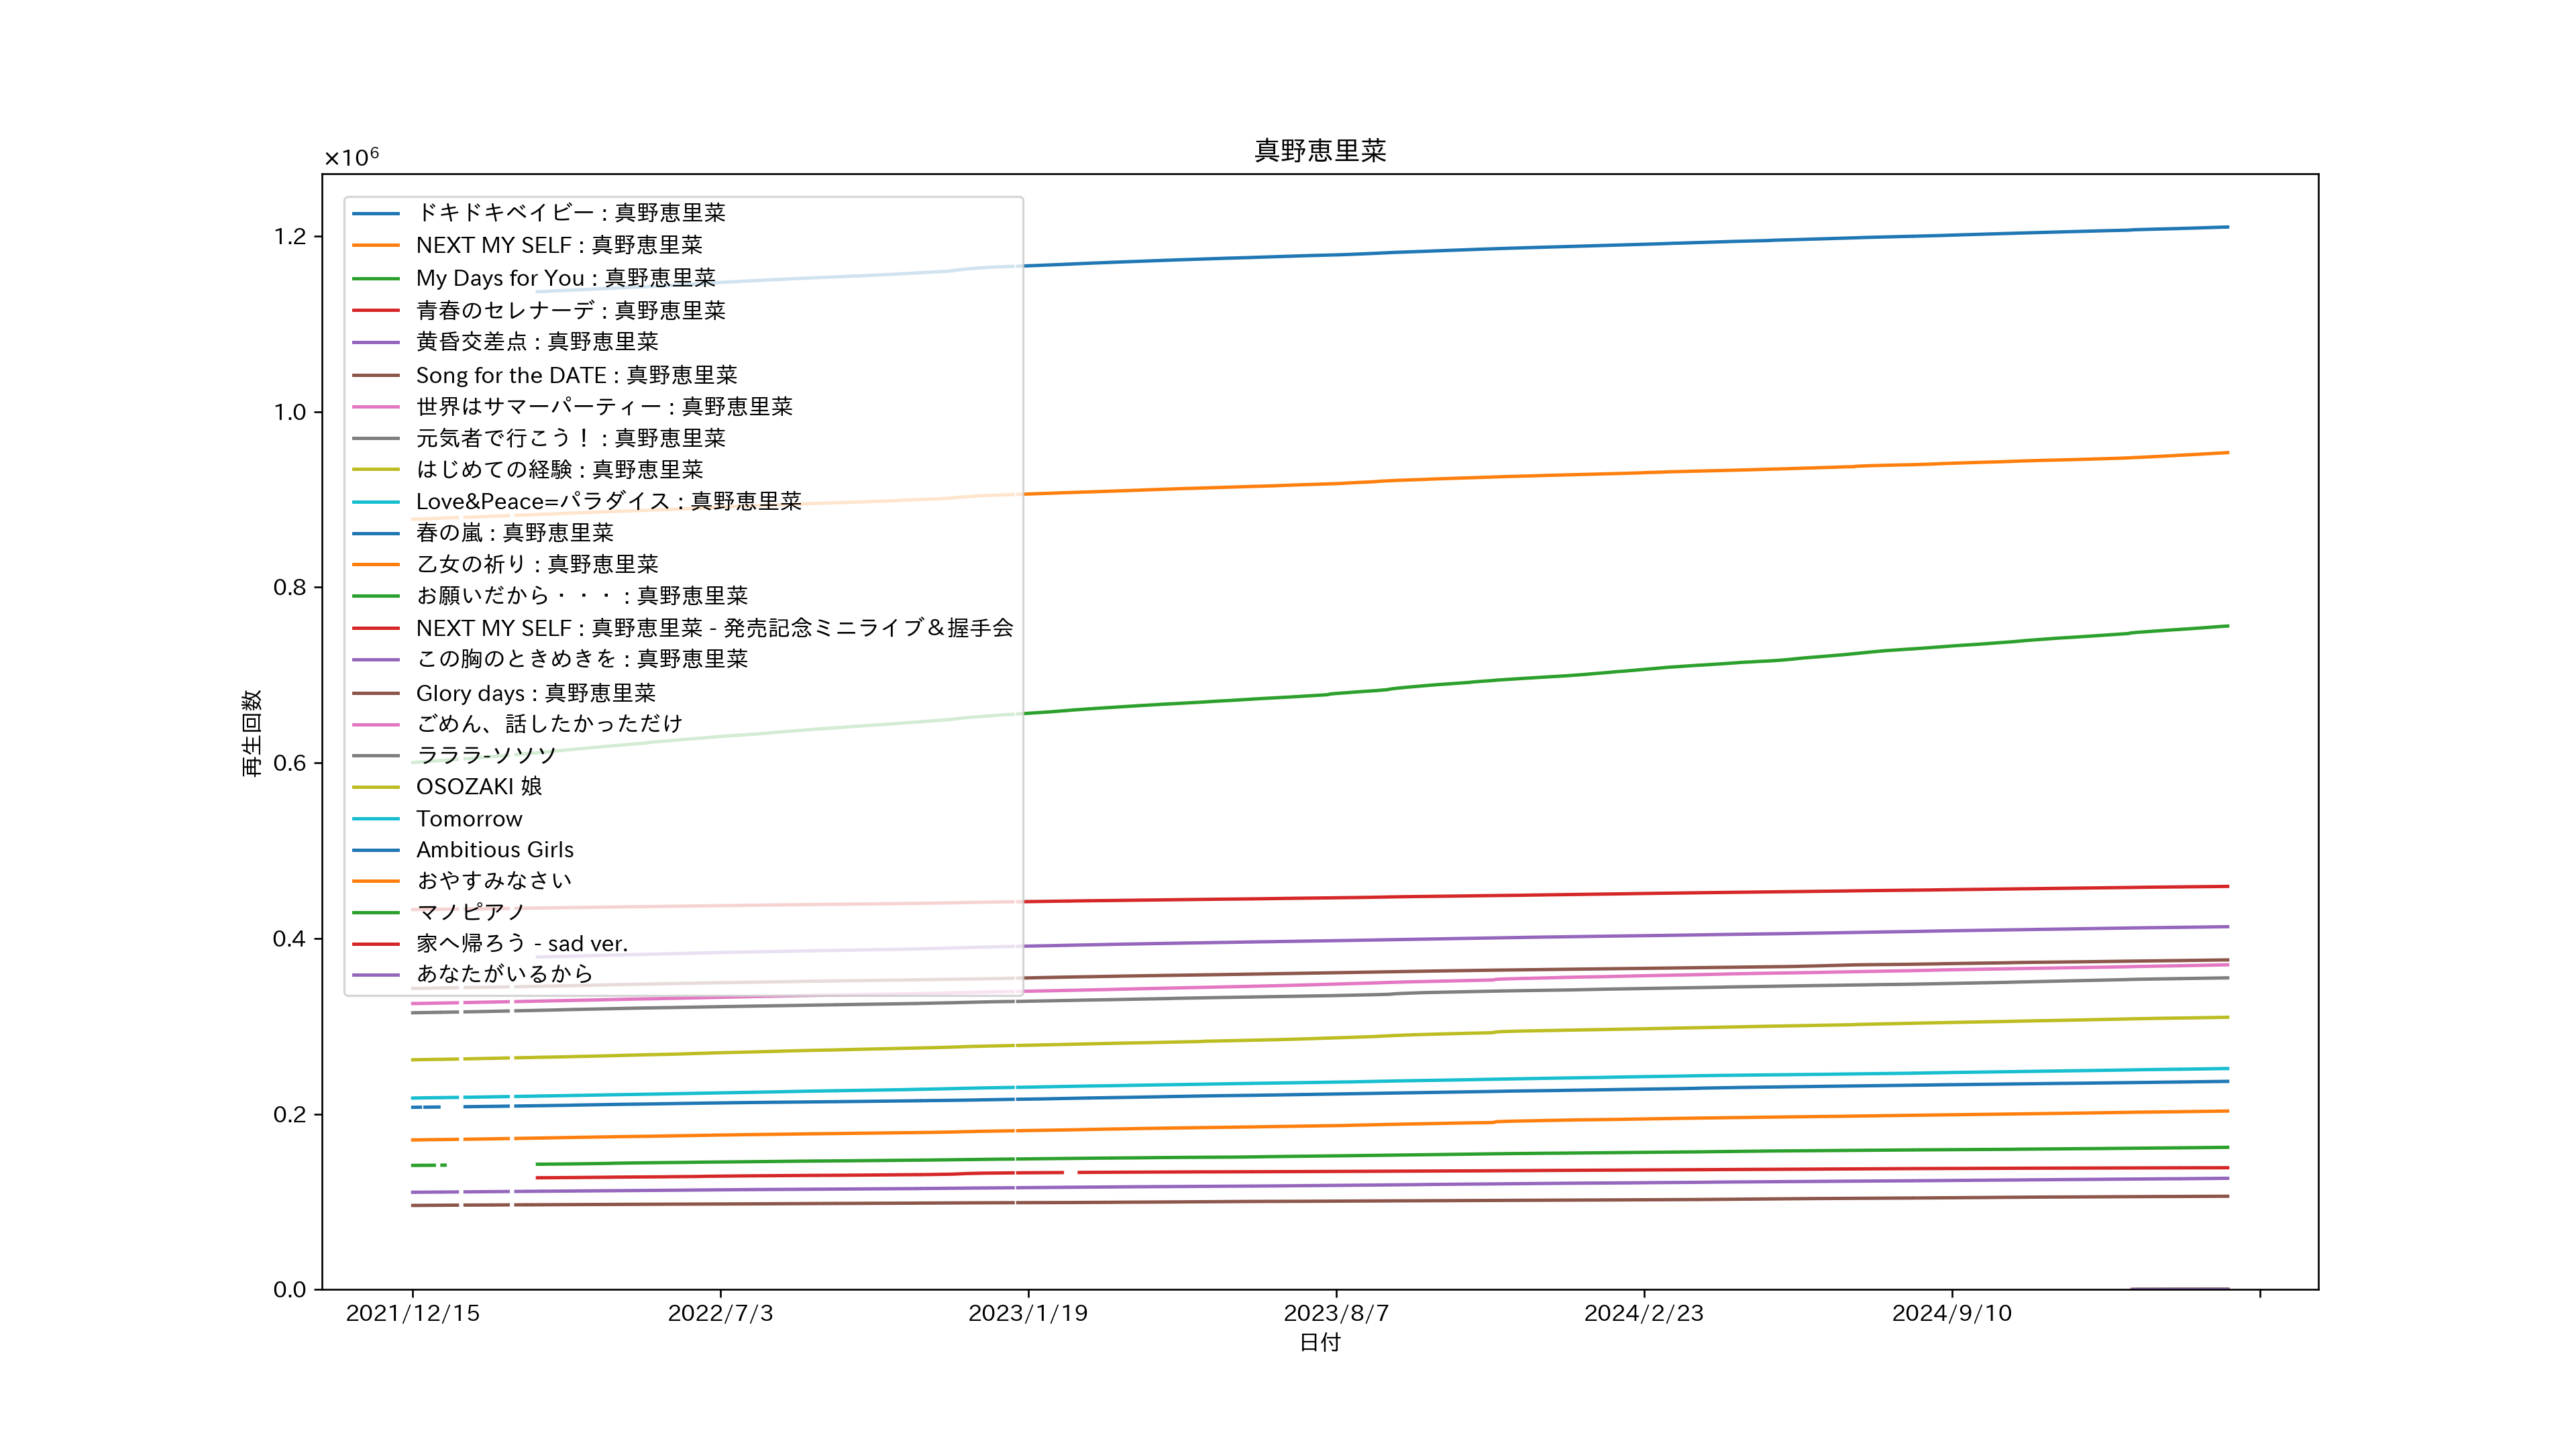 真野恵里菜
×10⁶
1.2
1.0
0.8
0.6
0.4
0.2
0.0
再生回数
ドキドキベイビー : 真野恵里菜
NEXT MY SELF : 真野恵里菜
My Days for You : 真野恵里菜
青春のセレナーデ : 真野恵里菜
黄昏交差点 : 真野恵里菜
Song for the DATE : 真野恵里菜
世界はサマーパーティー : 真野恵里菜
元気者で行こう！ : 真野恵里菜
はじめての経験 : 真野恵里菜
Love&Peace=パラダイス : 真野恵里菜
春の嵐 : 真野恵里菜
乙女の祈り : 真野恵里菜
お願いだから・・・ : 真野恵里菜
NEXT MY SELF : 真野恵里菜 - 発売記念ミニライブ＆握手会
この胸のときめきを : 真野恵里菜
Glory days : 真野恵里菜
ごめん、話したかっただけ
ラララ-ソソソ
OSOZAKI 娘
Tomorrow
Ambitious Girls
おやすみなさい
マノピアノ
家へ帰ろう - sad ver.
あなたがいるから
2021/12/15
2022/7/3
2023/1/19
2023/8/7
2024/2/23
2024/9/10
日付